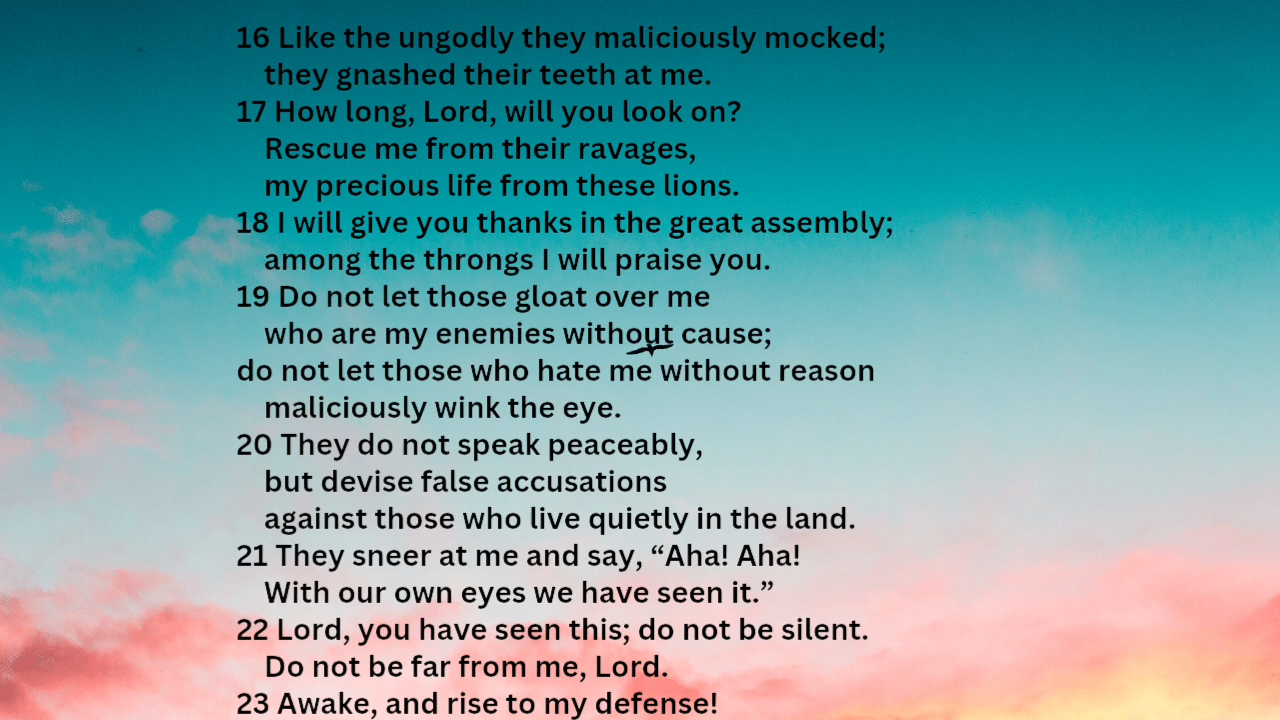 16 Like the ungodly they maliciously mocked;
they gnashed their teeth at me.
17 How long, Lord, will you look on?
Rescue me from their ravages,
my precious life from these lions.
18 I will give you thanks in the great assembly;
among the throngs I will praise you.
19 Do not let those gloat over me
who are my enemies without cause;
do not let those who hate me without reason
maliciously wink the eye.
20 They do not speak peaceably,
but devise false accusations
against those who live quietly in the land.
21 They sneer at me and say, “Aha! Aha!
With our own eyes we have seen it.”
22 Lord, you have seen this; do not be silent.
Do not be far from me, Lord.
23 Awake, and rise to my defense!